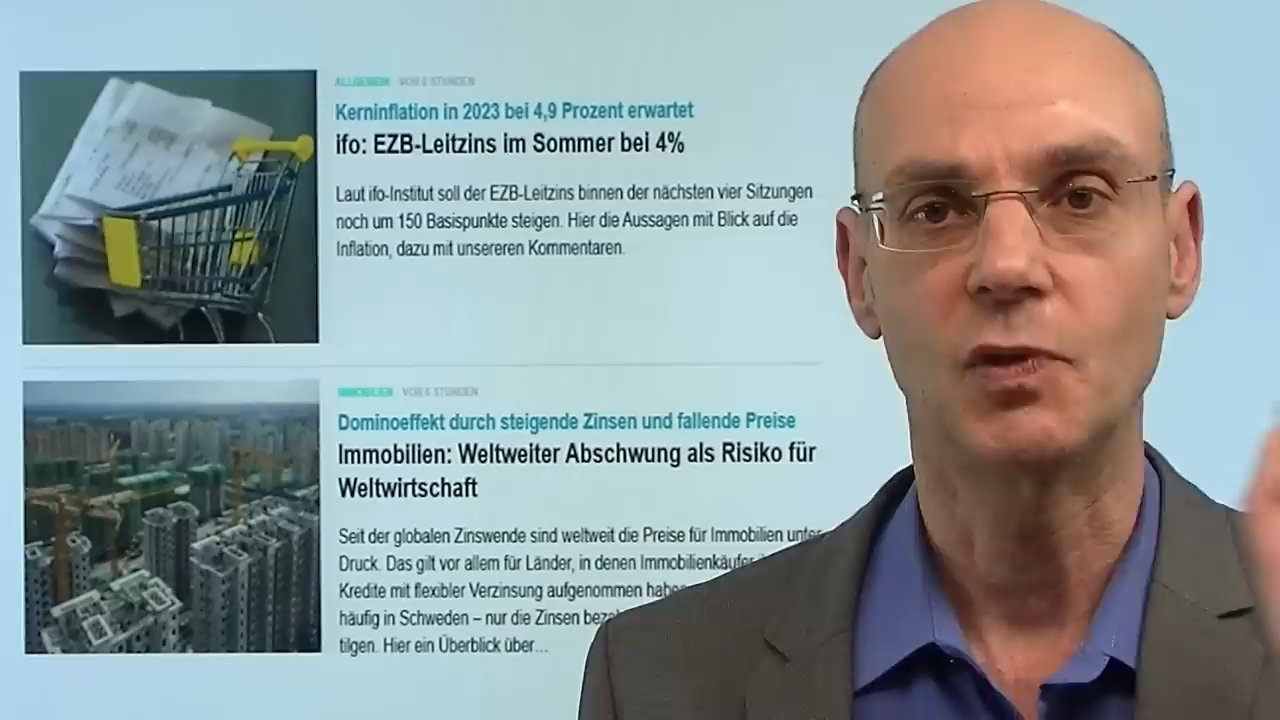 ALLGEMEIN VOR 6 STUNDEN
Kerninflation in 2023 bei 4,9 Prozent erwartet
ifo: EZB-Leitzins im Sommer bei 4%
Laut ifo-Institut soll der EZB-Leitzins binnen der nächsten vier Sitzungen
noch um 150 Basispunkte steigen. Hier die Aussagen mit Blick auf die
Inflation, dazu mit unsereren Kommentaren.
IMMOBILIEN VOR 6 STUNDEN
Dominoeffekt durch steigende Zinsen und fallende Preise
Immobilien: Weltweiter Abschwung als Risiko für
Weltwirtschaft
Seit der globalen Zinswende sind weltweit die Preise für Immobilien unter
Druck. Das gilt vor allem für Länder, in denen Immobilienkäufer
Kredite mit flexibler Verzinsung aufgenommen habe
häufig in Schweden – nur die Zinsen beza
tilgen. Hier ein Überblick über...